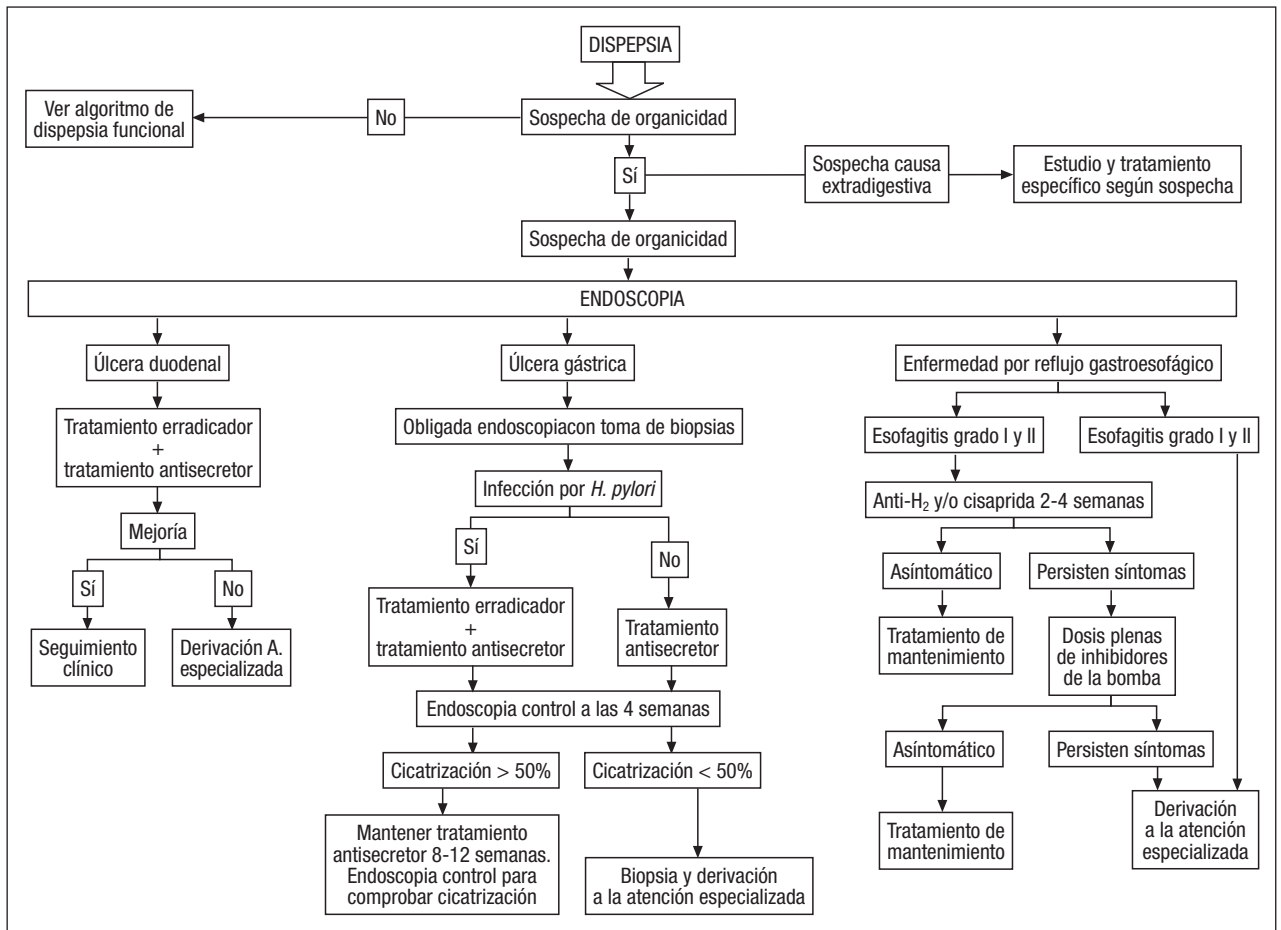 DISPEPSIA
Ver algoritmo de
dispepsia funcional
No
Sospecha de organicidad
Sí
Sospecha causa
extradigestiva
Estudio y tratamiento
específico según sospecha
Sospecha de organicidad
ENDOSCOPIA
Úlcera duodenal
Tratamiento erradicador
+
tratamiento antisecretor
Mejoría
Sí
No
Seguimiento
clínico
Derivación A.
especializada
Úlcera gástrica
Obligada endoscopiacon toma de biopsias
Infección por H. pylori
Sí
No
Tratamiento erradicador
+
tratamiento antisecretor
Tratamiento
antisecretor
Endoscopia control a las 4 semanas
Cicatrización > 50%
Cicatrización < 50%
Mantener tratamiento
antisecretor 8-12 semanas.
Endoscopia control para
comprobar cicatrización
Biopsia y derivación
a la atención especializada
Enfermedad por reflujo gastroesofágico
Esofagitis grado I y II
Esofagitis grado I y II
Anti-H₂ y/o cisaprida 2-4 semanas
Asíntomático
Persisten síntomas
Tratamiento de
mantenimiento
Dosis plenas
de inhibidores
de la bomba
Asíntomático
Persisten síntomas
Tratamiento de
mantenimiento
Derivación
a la atención
especializada